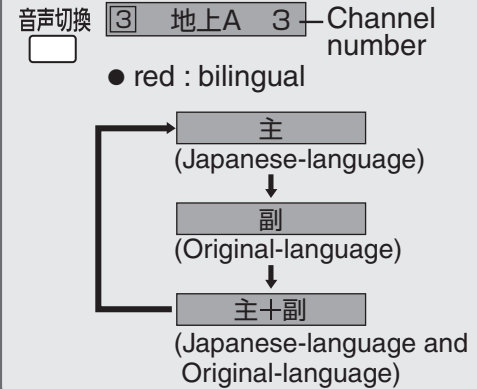 音声切換
3 地上A 3
Channel
number
● red : bilingual
主
(Japanese-language)
副
(Original-language)
主+副
(Japanese-language and
Original-language)